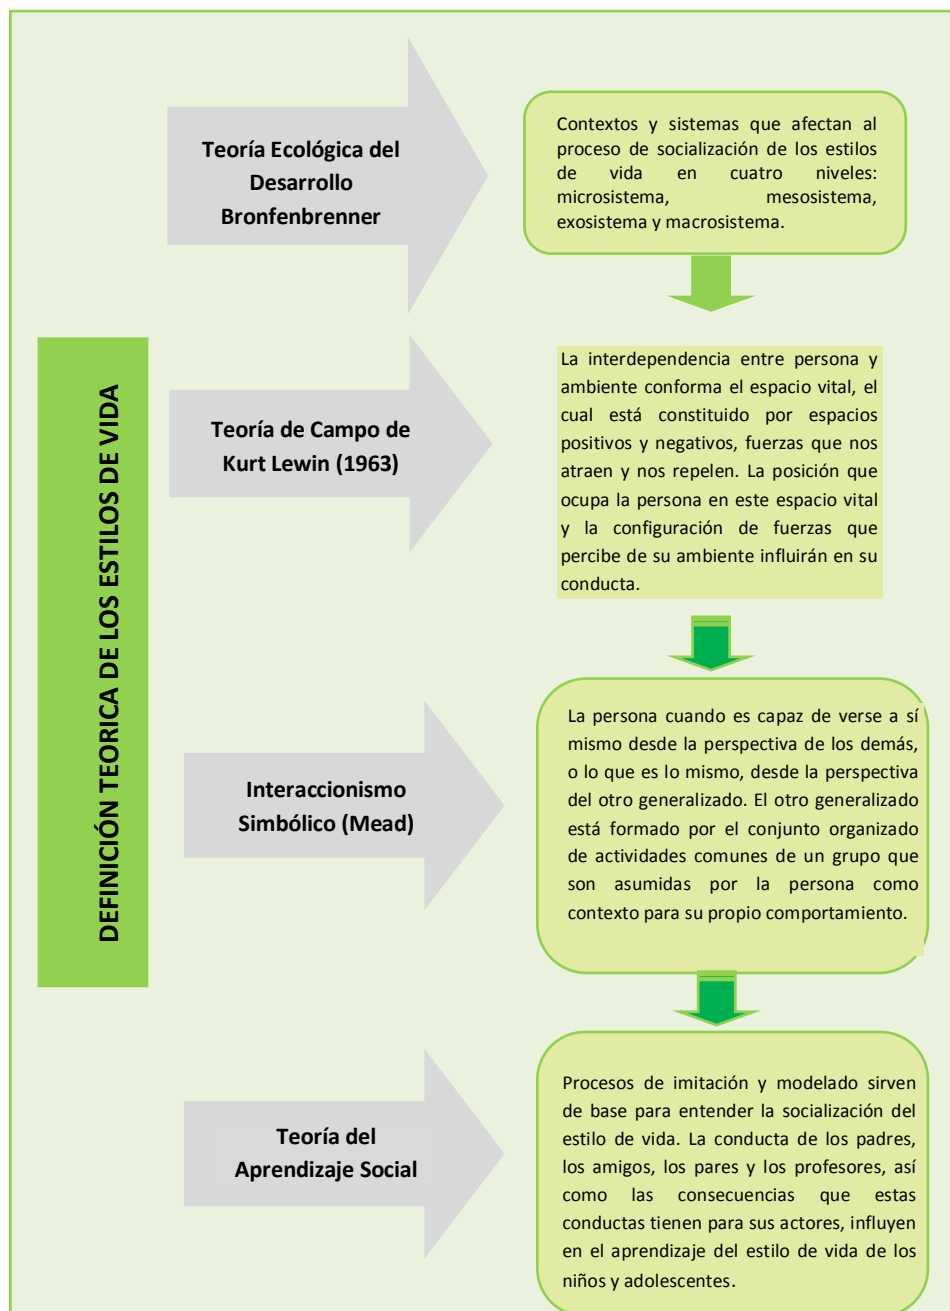 DEFINICIÓN TEORICA DE LOS ESTILOS DE VIDA
Teoría Ecológica del
Desarrollo
Bronfenbrenner
Contextos y sistemas que afectan al
proceso de socialización de los estilos
de vida en cuatro niveles:
microsistema, mesosistema,
exosistema y macrosistema.
Teoría de Campo de
Kurt Lewin (1963)
La interdependencia entre persona y
ambiente conforma el espacio vital, el
cual está constituido por espacios
positivos y negativos, fuerzas que nos
atraen y nos repelen. La posición que
ocupa la persona en este espacio vital
y la configuración de fuerzas que
percibe de su ambiente influirán en su
conducta.
Interaccionismo
Simbólico (Mead)
La persona cuando es capaz de verse a sí
mismo desde la perspectiva de los demás,
o lo que es lo mismo, desde la perspectiva
del otro generalizado. El otro generalizado
está formado por el conjunto organizado
de actividades comunes de un grupo que
son asumidas por la persona como
contexto para su propio comportamiento.
Teoría del
Aprendizaje Social
Procesos de imitación y modelado sirven
de base para entender la socialización del
estilo de vida. La conducta de los padres,
los amigos, los pares y los profesores, así
como las consecuencias que estas
conductas tienen para sus actores, influyen
en el aprendizaje del estilo de vida de los
niños y adolescentes.